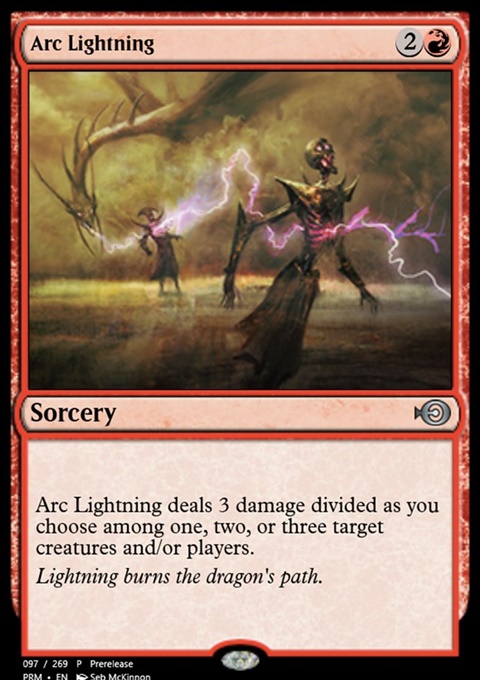 Arc Lightning 2
Sorcery
Arc Lightning deals 3 damage divided as you
choose among one, two, or three target
creatures and/or players.
Lightning burns the dragon's path.
097 / 269 P Prerelease
PRM • EN Seb McKinnon